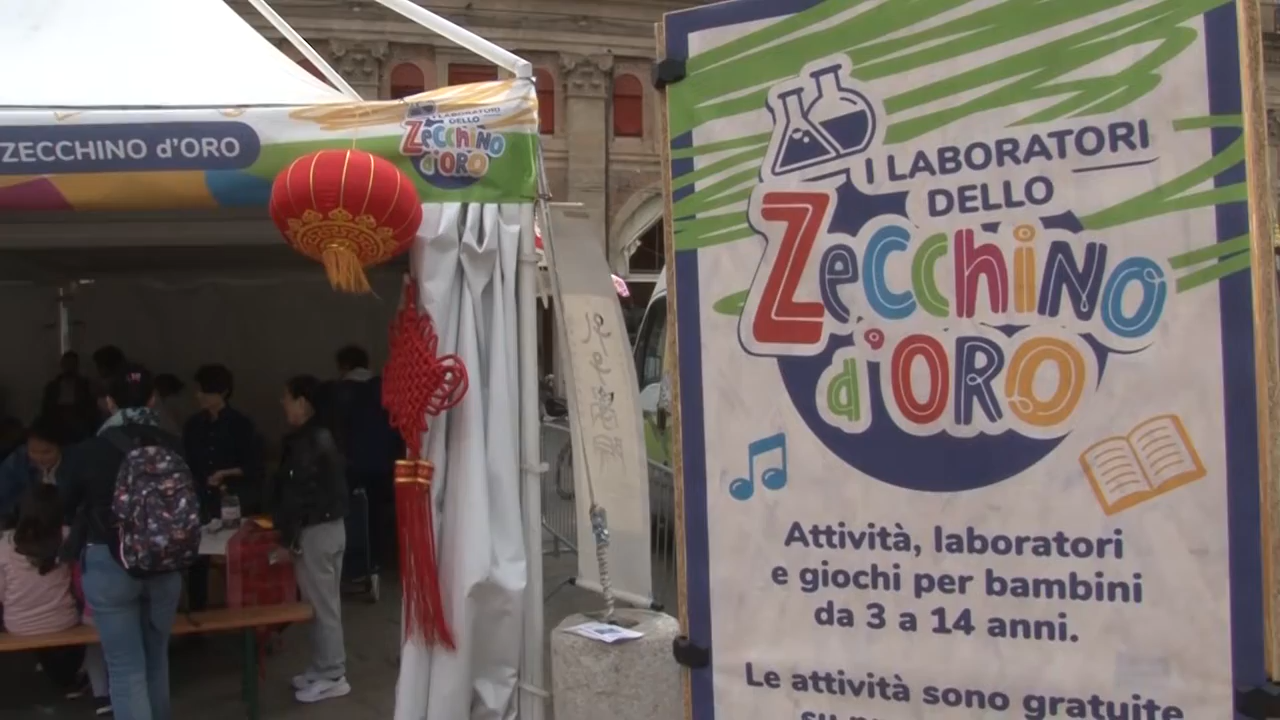 ZECCHINO d'ORO
I LABORATORI
DELLO
Zecchino
d'ORO
I LABORATORI
DELLO
Zecchino
d'ORO
Attività, laboratori
e giochi per bambini
da 3 a 14 anni.
Le attività sono gratuite